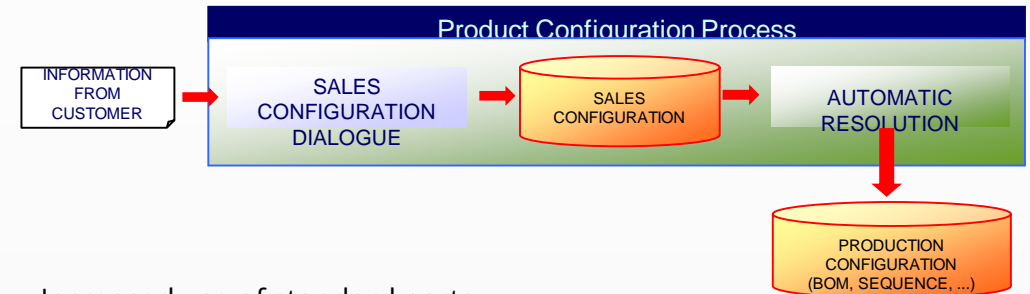 Product Configuration Process
INFORMATION
FROM
CUSTOMER
SALES
CONFIGURATION
DIALOGUE
SALES
CONFIGURATION
AUTOMATIC
RESOLUTION
PRODUCTION
CONFIGURATION
(BOM, SEQUENCE, ...)